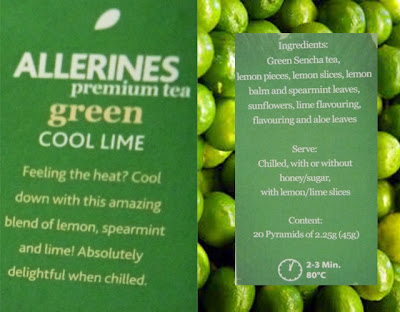 ALLERINES
premium tea
green
COOL LIME
Feeling the heat? Cool
down with this amazing
blend of lemon, spearmint
and lime! Absolutely
delightful when chilled.
Ingredients:
Green Sencha tea,
lemon pieces, lemon slices, lemon
balm and spearmint leaves,
sunflowers, lime flavouring,
flavouring and aloe leaves
Serve:
Chilled, with or without
honey/sugar,
with lemon/lime slices
Content:
20 Pyramids of 2.25g (45g)
2-3 Min.
80°C